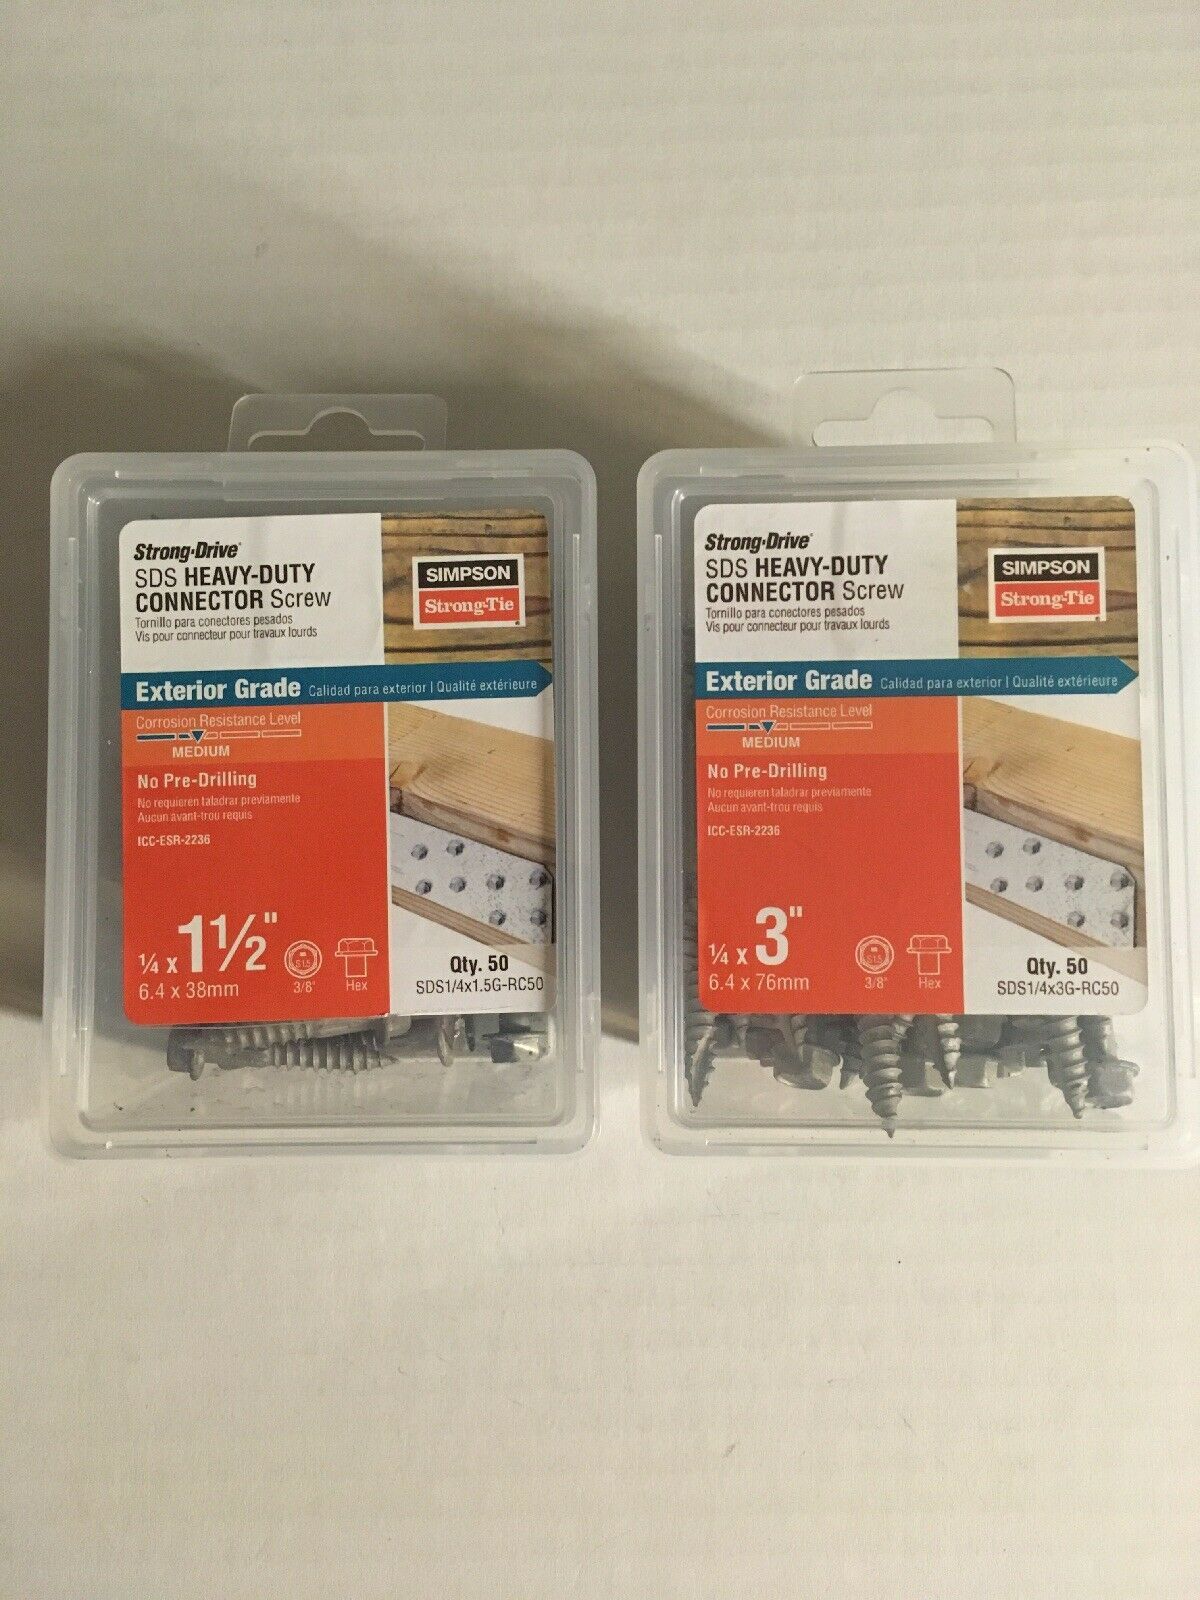 Strong-Drive®
SDS HEAVY-DUTY
CONNECTOR Screw
Tornillo para conectores pesados
Vis pour connecteur pour travaux lourds
SIMPSON
Strong-Tie
®
Exterior Grade Calidad para exterior | Qualité extérieure
Corrosion Resistance Level
MEDIUM
No Pre-Drilling
No requieren taladrar previamente
Aucun avant-trou requis
ICC-ESR-2236
1/4 x 1 1/2"
6.4 x 38mm
S1.5
3/8"
Hex
Qty. 50
SDS1/4x1.5G-RC50
Strong-Drive®
SDS HEAVY-DUTY
CONNECTOR Screw
Tornillo para conectores pesados
Vis pour connecteur pour travaux lourds
SIMPSON
Strong-Tie
®
Exterior Grade Calidad para exterior | Qualité extérieure
Corrosion Resistance Level
MEDIUM
No Pre-Drilling
No requieren taladrar previamente
Aucun avant-trou requis
ICC-ESR-2236
1/4 x 3"
6.4 x 76mm
S1.5
3/8"
Hex
Qty. 50
SDS1/4x3G-RC50